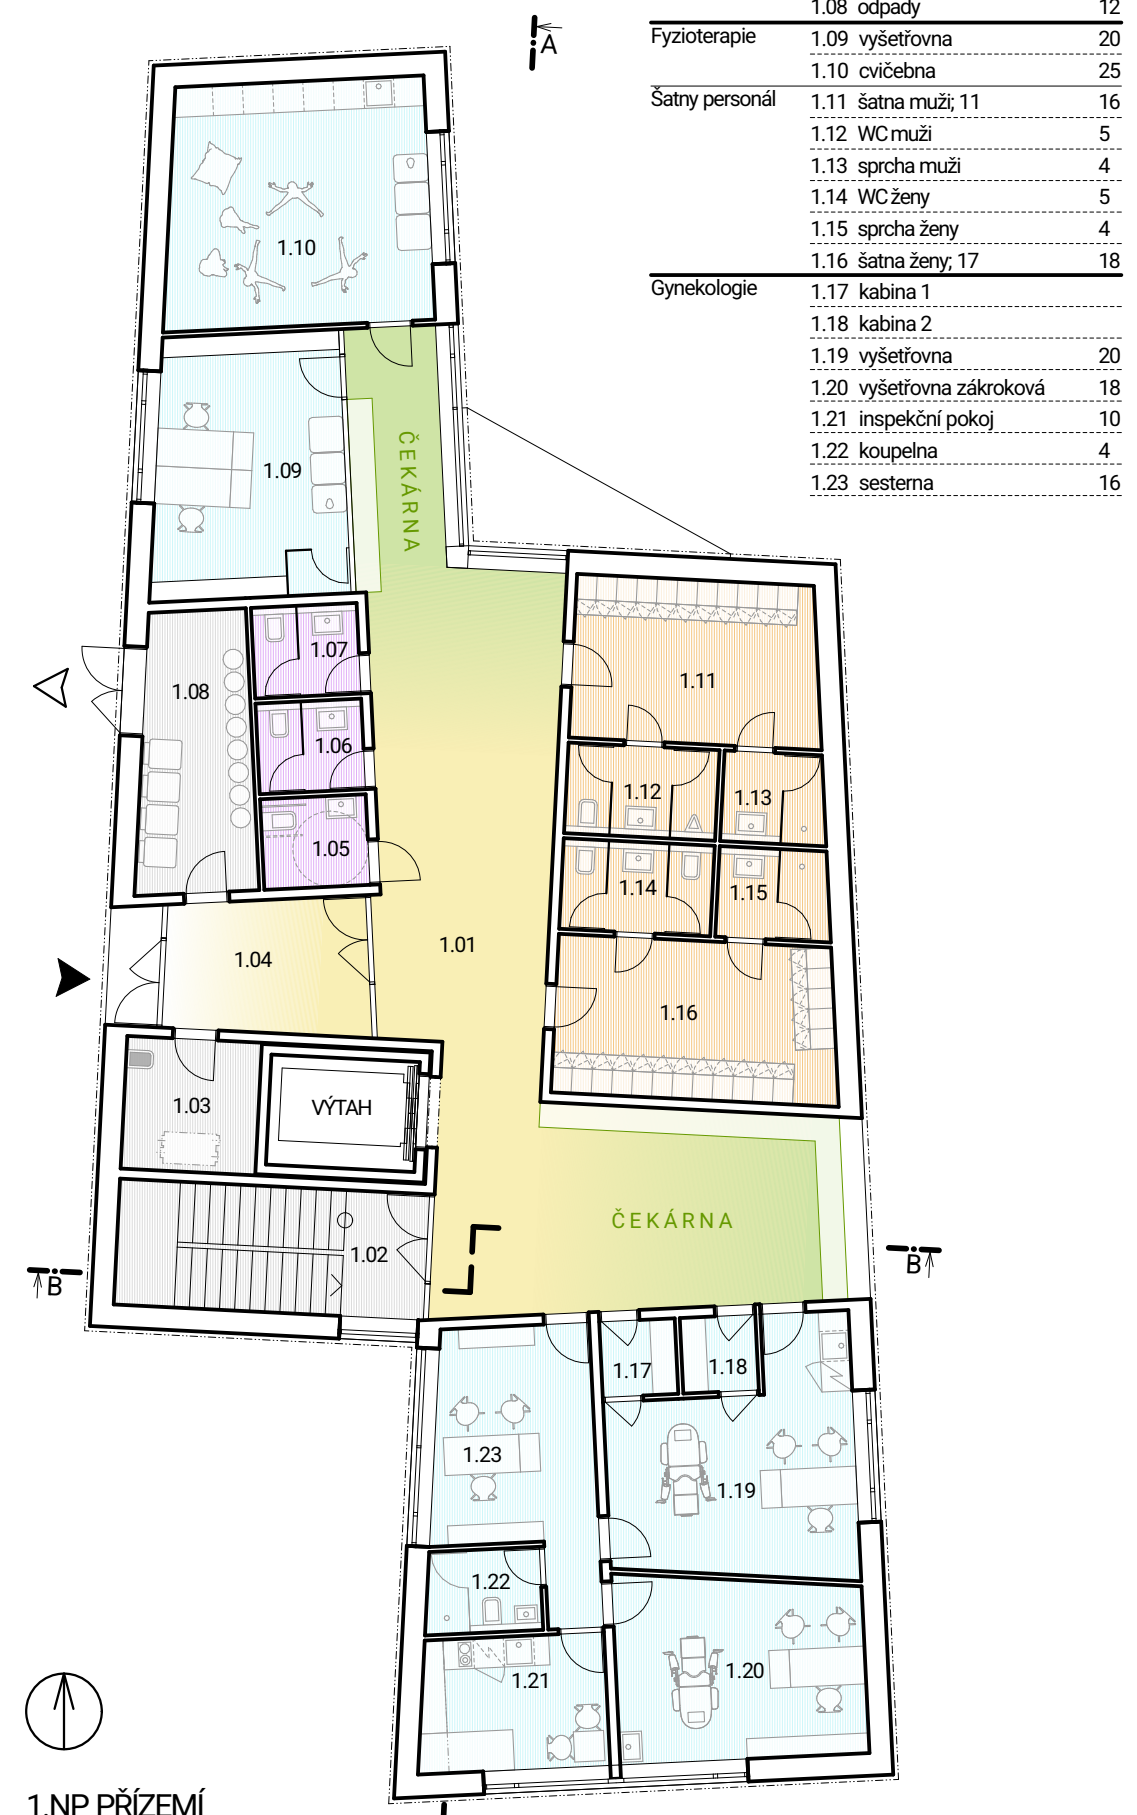 1.08 odpady 12
Fyzioterapie 1.09 vyšetřovna 20
1.10 cvičebna 25
Šatny personál 1.11 šatna muži; 11 16
1.12 WC muži 5
1.13 sprcha muži 4
1.14 WC ženy 5
1.15 sprcha ženy 4
1.16 šatna ženy; 17 18
Gynekologie 1.17 kabina 1
1.18 kabina 2
1.19 vyšetřovna 20
1.20 vyšetřovna zákroková 18
1.21 inspekční pokoj 10
1.22 koupelna 4
1.23 sesterna 16
A
1.10
ČEKÁRNA
1.09
1.07
1.08
1.11
1.06
1.12
1.13
1.05
1.14
1.15
1.01
1.04
1.16
1.03
VÝTAH
ČEKÁRNA
1.02
B
B
1.17
1.18
1.23
1.19
1.22
1.20
1.21
1.NP PŘÍZEMÍ